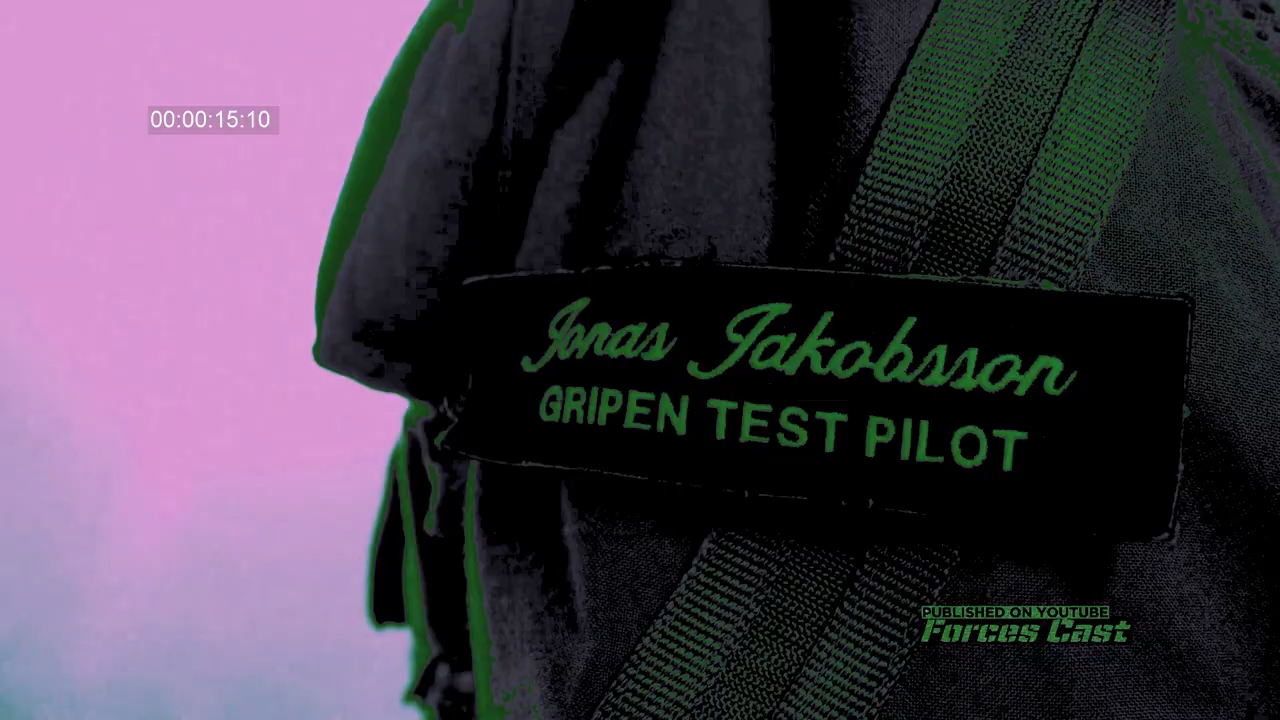 00:00:15:10
Jonas Jakobsson
GRIPEN TEST PILOT
PUBLISHED ON YOUTUBE
Forces Cast